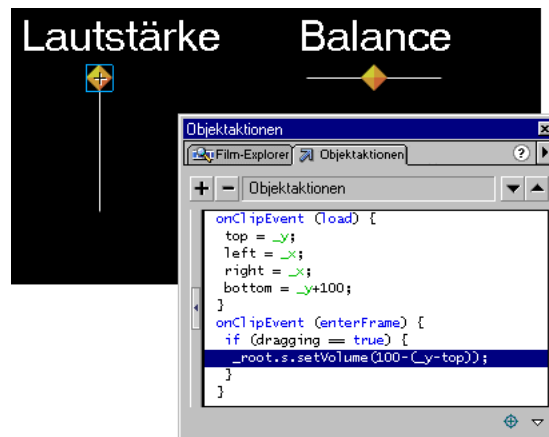 Lautstärke Balance
Objektaktionen
Film-Explorer Objektaktionen ?
+ − Objektaktionen
onClipEvent (load) {
top = _y;
left = _x;
right = _x;
bottom = _y+100;
}
onClipEvent (enterFrame) {
if (dragging == true) {
_root.s.setVolume(100-(_y-top));
}
}